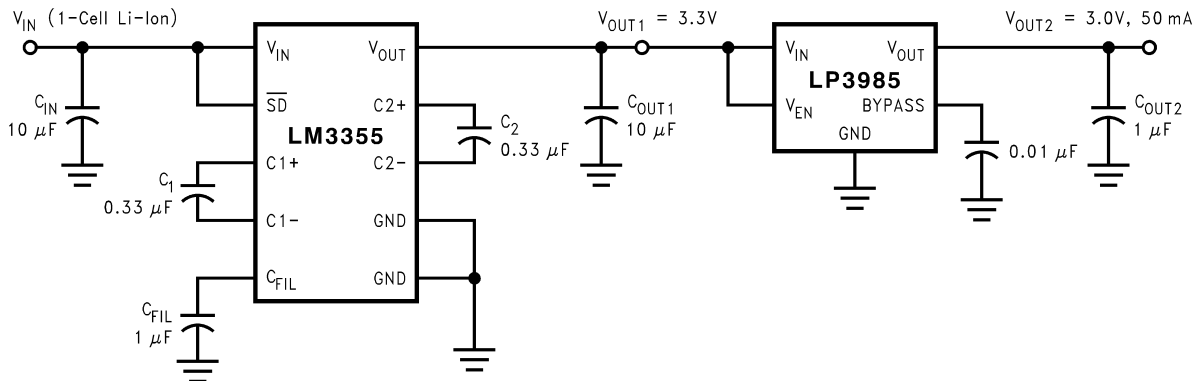 V_IN (1-Cell Li-Ion)
V_OUT1 = 3.3V
V_OUT2 = 3.0V, 50 mA
V_IN
V_OUT
V_IN
V_OUT
LP3985
C_IN
10 μF
SD
C2+
C_2
0.33 μF
C_OUT1
10 μF
V_EN
BYPASS
GND
C_OUT2
1 μF
LM3355
0.01 μF
C1+
C2-
C_1
0.33 μF
C1-
GND
C_FIL
GND
C_FIL
1 μF